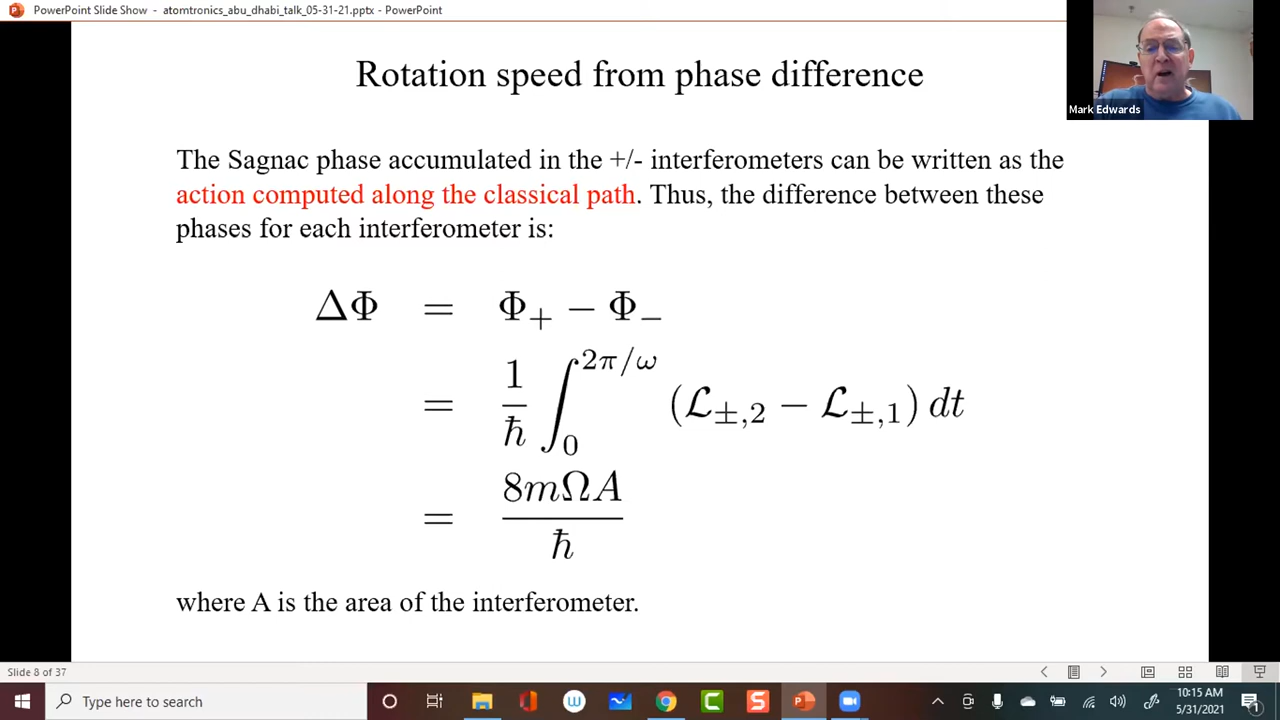 PowerPoint Slide Show - atomtronics_abu_dhabi_talk_05-31-21.pptx - PowerPoint
Mark Edwards
Rotation speed from phase difference
The Sagnac phase accumulated in the +/- interferometers can be written as the
action computed along the classical path. Thus, the difference between these
phases for each interferometer is:
ΔΦ = Φ₊ − Φ₋
= 1/ħ ∫₀^{2π/ω} (ℒ_{±,2} − ℒ_{±,1}) dt
= 8mΩA/ħ
where A is the area of the interferometer.
Slide 8 of 37
Type here to search
10:15 AM
5/31/2021
1